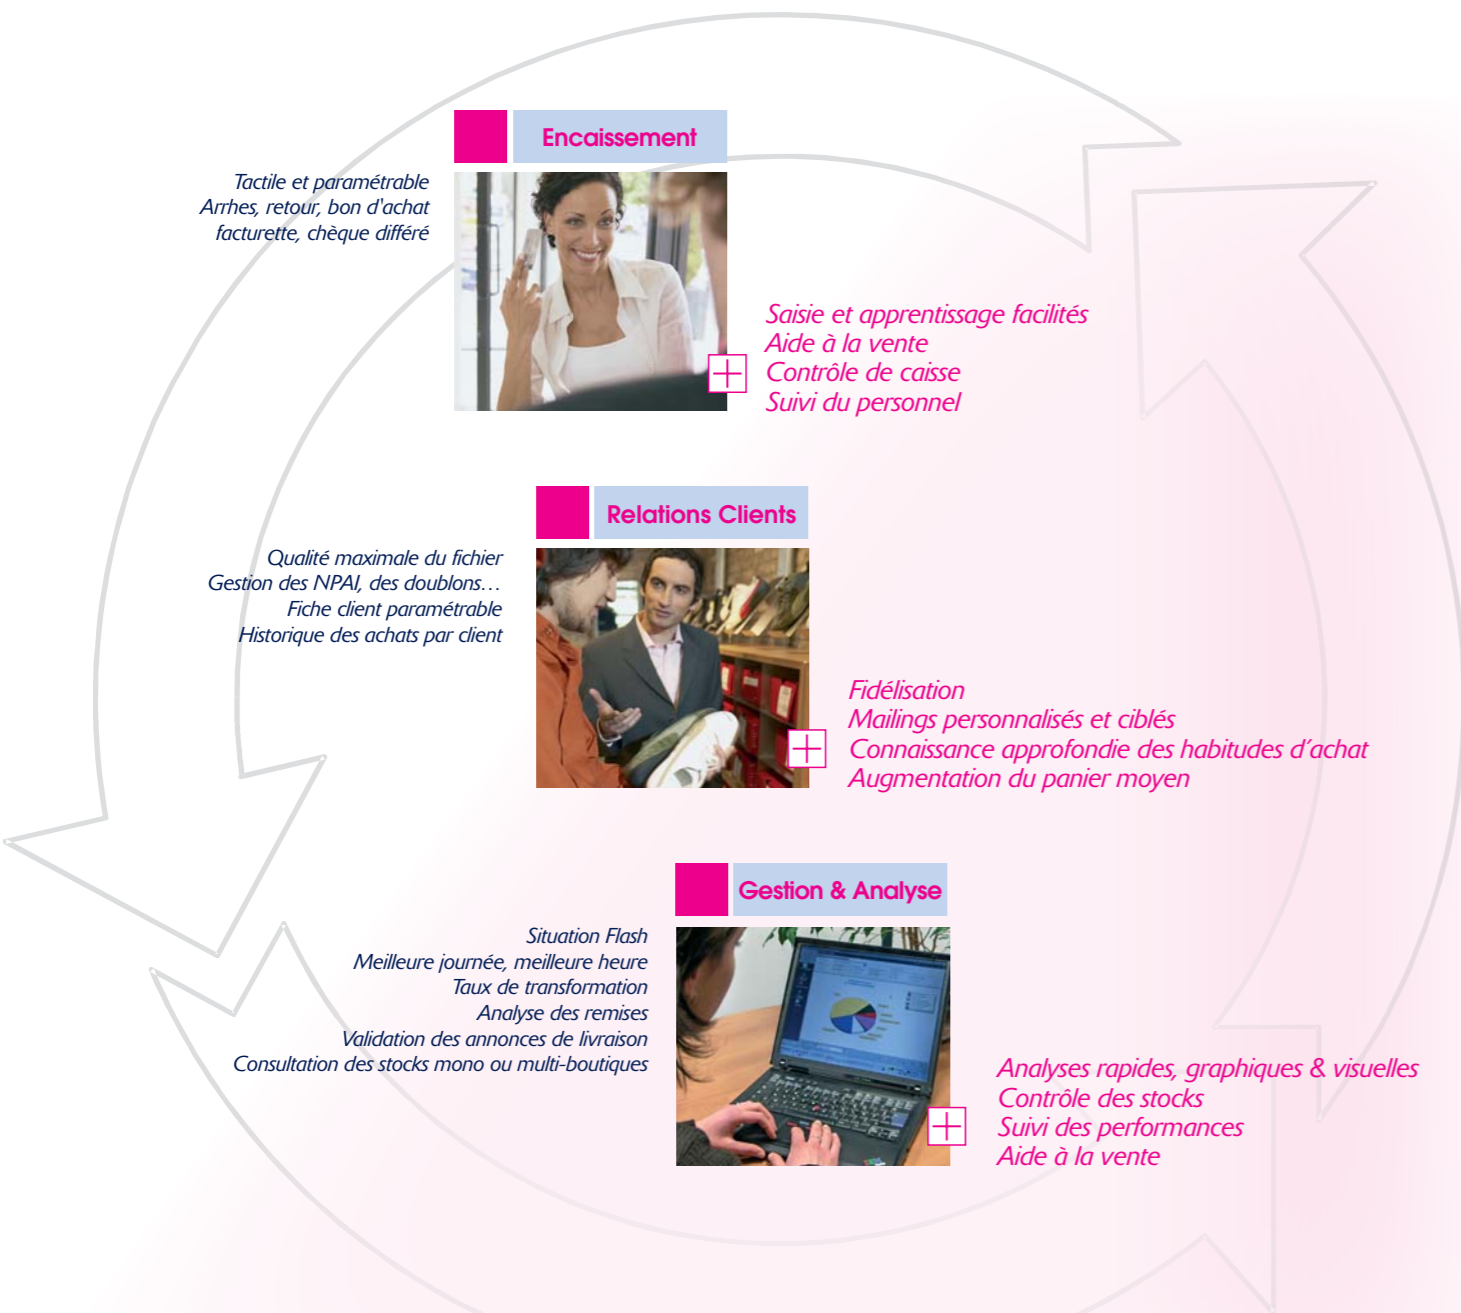 Encaissement
Tactile et paramétrable
Arrhes, retour, bon d'achat
facturette, chèque différé
Saisie et apprentissage facilités
Aide à la vente
Contrôle de caisse
Suivi du personnel
Relations Clients
Qualité maximale du fichier
Gestion des NPAI, des doublons…
Fiche client paramétrable
Historique des achats par client
Fidélisation
Mailings personnalisés et ciblés
Connaissance approfondie des habitudes d’achat
Augmentation du panier moyen
Gestion & Analyse
Situation Flash
Meilleure journée, meilleure heure
Taux de transformation
Analyse des remises
Validation des annonces de livraison
Consultation des stocks mono ou multi-boutiques
Analyses rapides, graphiques & visuelles
Contrôle des stocks
Suivi des performances
Aide à la vente